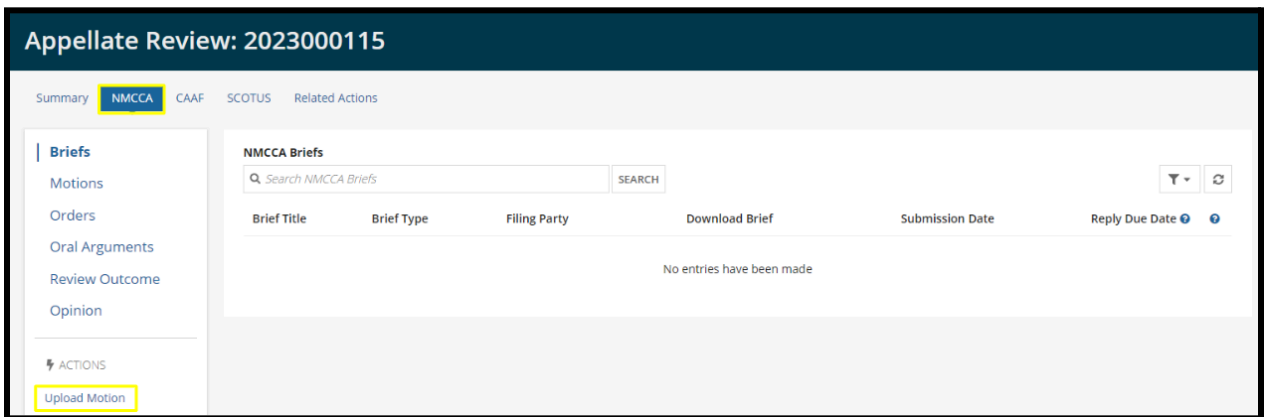 Appellate Review: 2023000115
Summary NMCCA CAAF SCOTUS Related Actions
Briefs
Motions
Orders
Oral Arguments
Review Outcome
Opinion
ACTIONS
Upload Motion
NMCCA Briefs
Search NMCCA Briefs SEARCH
Brief Title Brief Type Filing Party Download Brief Submission Date Reply Due Date
No entries have been made